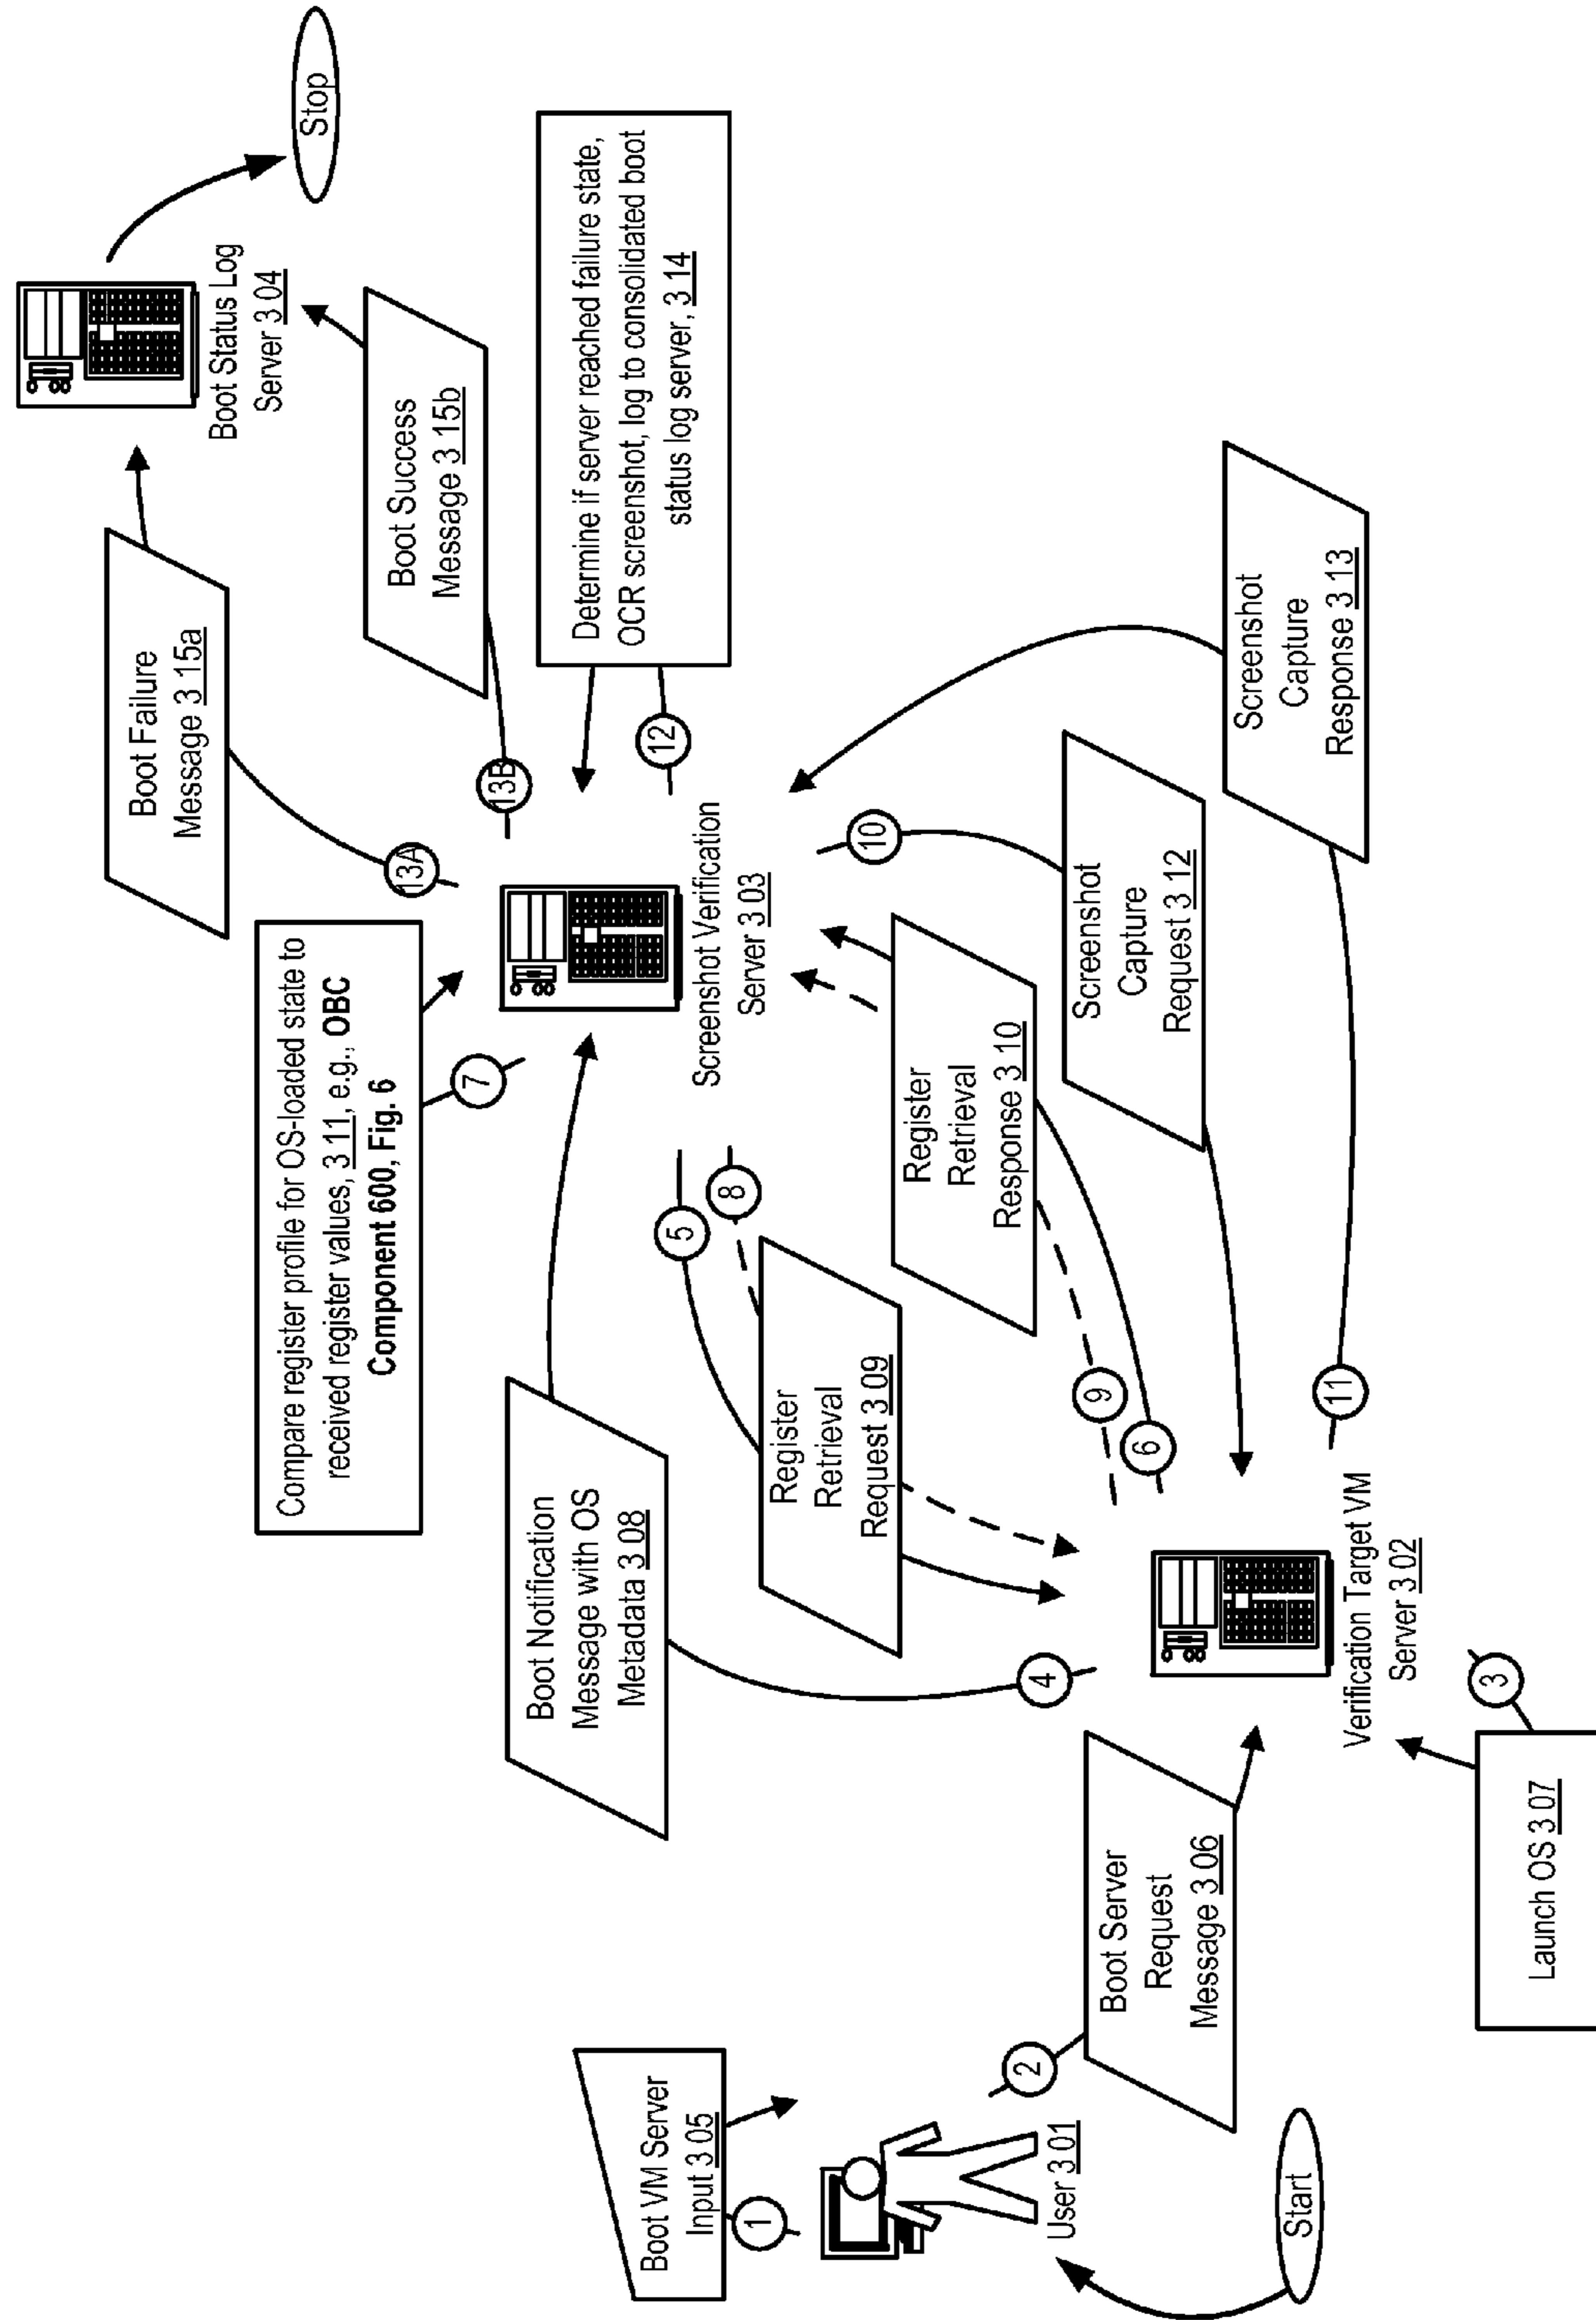 Start
User 3 01
Boot VM Server
Input 3 05
1
2
Boot Server
Request
Message 3 06
Launch OS 3 07
3
Verification Target VM
Server 3 02
4
Boot Notification
Message with OS
Metadata 3 08
5
8
Register
Retrieval
Request 3 09
9
6
Register
Retrieval
Response 3 10
Compare register profile for OS-loaded state to
received register values, 3 11, e.g., OBC
Component 600, Fig. 6
7
Screenshot Verification
Server 3 03
10
Screenshot
Capture
Request 3 12
11
Screenshot
Capture
Response 3 13
12
Determine if server reached failure state,
OCR screenshot, log to consolidated boot
status log server, 3 14
13A
Boot Failure
Message 3 15a
13B
Boot Success
Message 3 15b
Boot Status Log
Server 3 04
Stop